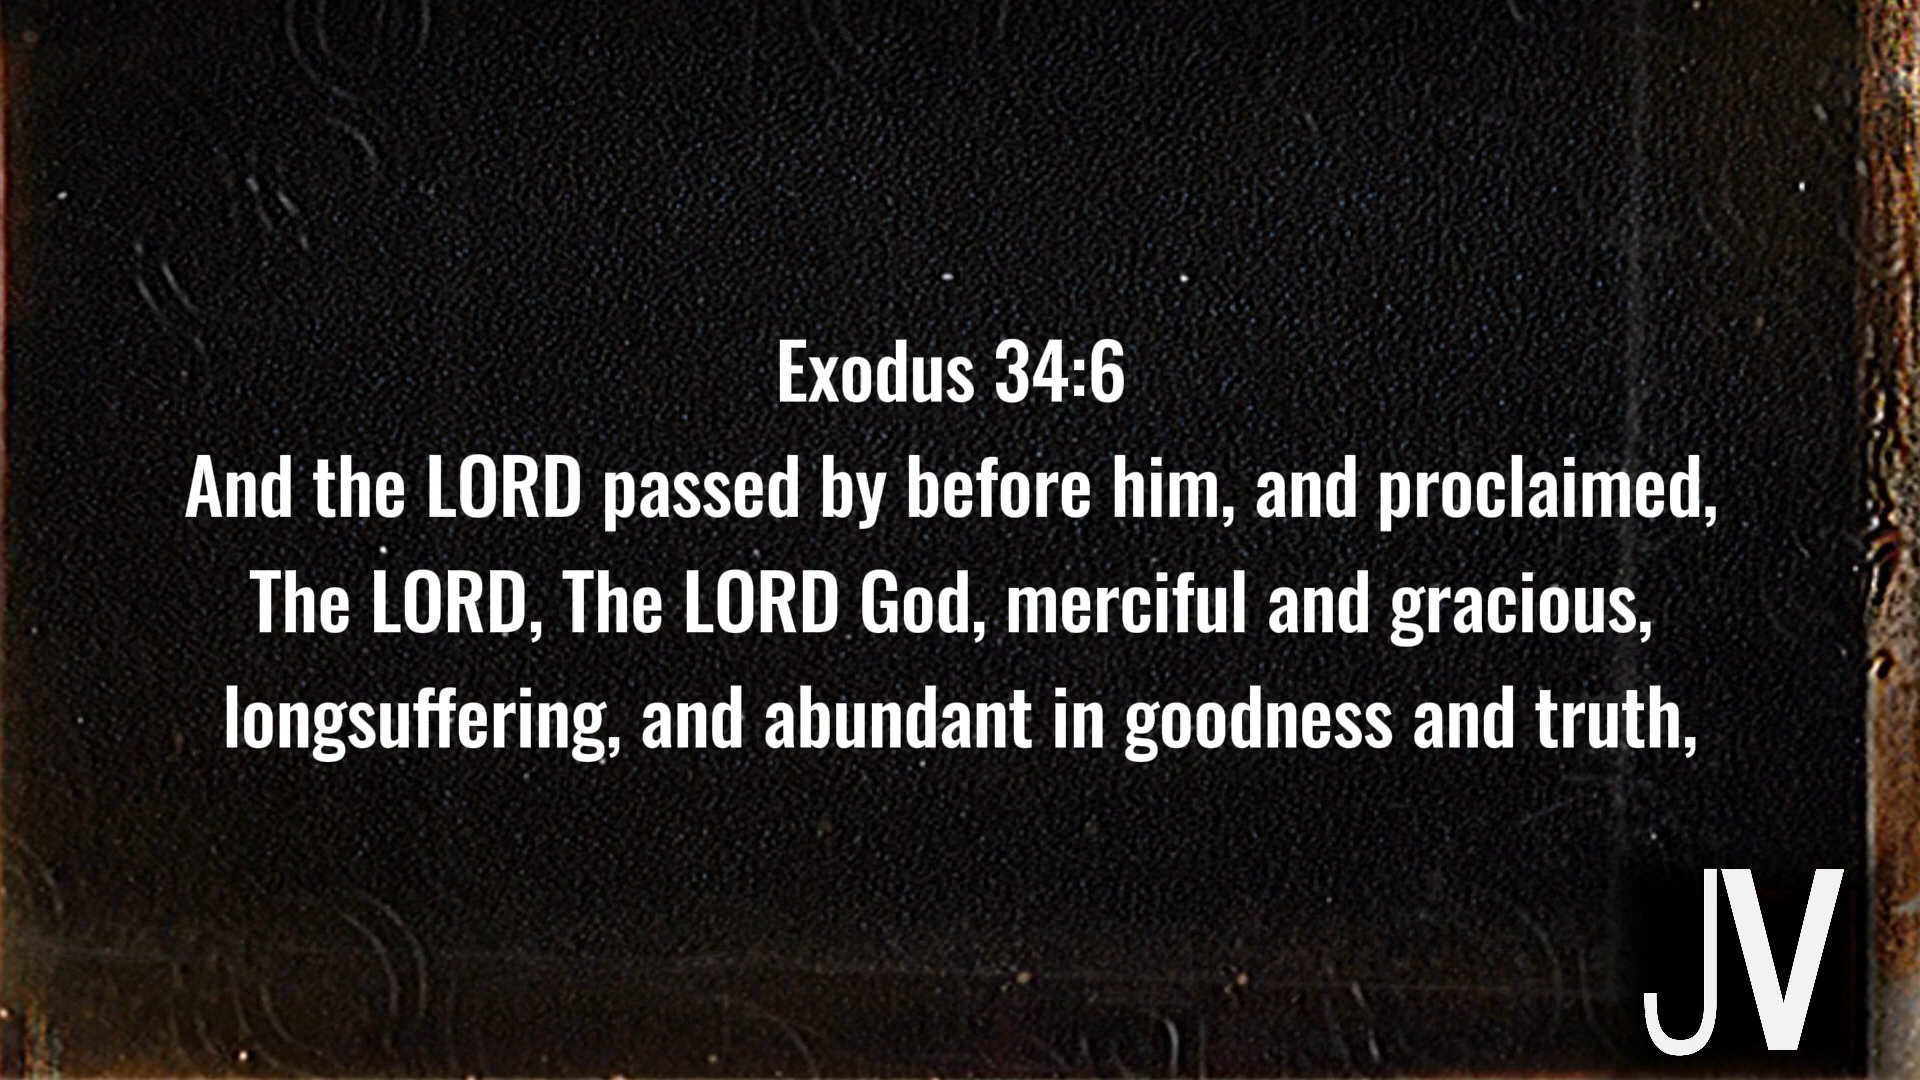 Exodus 34:6
And the LORD passed by before him, and proclaimed,
The LORD, The LORD God, merciful and gracious,
longsuffering, and abundant in goodness and truth,
JV